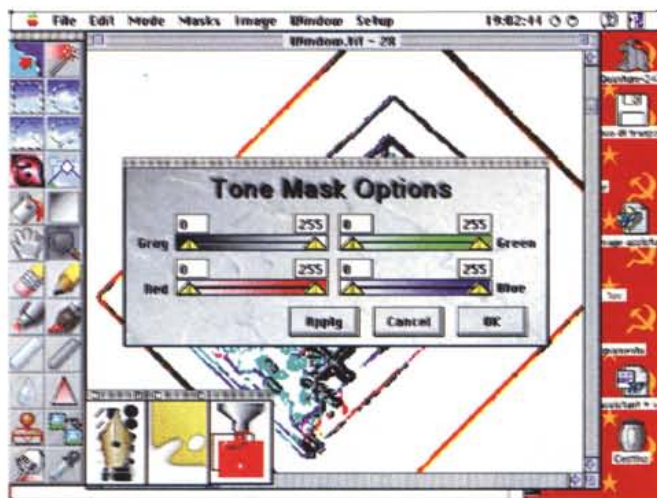 File Edit Mode Masks Image Window Setup 19:02:44
Window.tif - 28
Tone Mask Options
0 255 0 255
Gray Green
0 255 0 255
Red Blue
Apply Cancel OK
Cestino